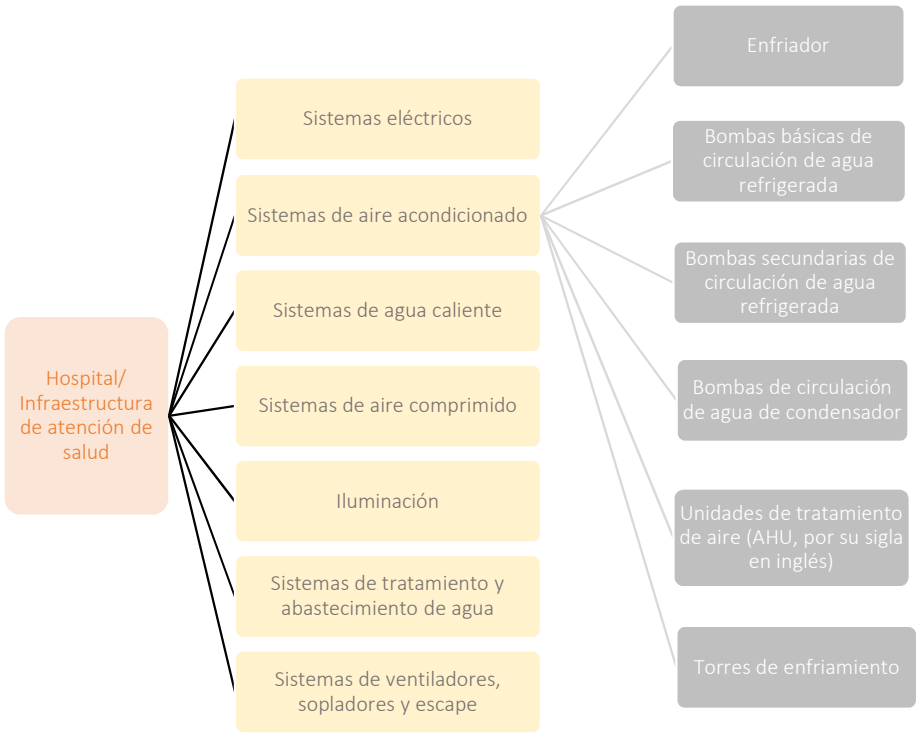 Hospital/
Infraestructura
de atención de
salud
Sistemas eléctricos
Sistemas de aire acondicionado
Sistemas de agua caliente
Sistemas de aire comprimido
Iluminación
Sistemas de tratamiento y
abastecimiento de agua
Sistemas de ventiladores,
sopladores y escape
Enfriador
Bombas básicas de
circulación de agua
refrigerada
Bombas secundarias de
circulación de agua
refrigerada
Bombas de circulación
de agua de condensador
Unidades de tratamiento
de aire (AHU, por su sigla
en inglés)
Torres de enfriamiento